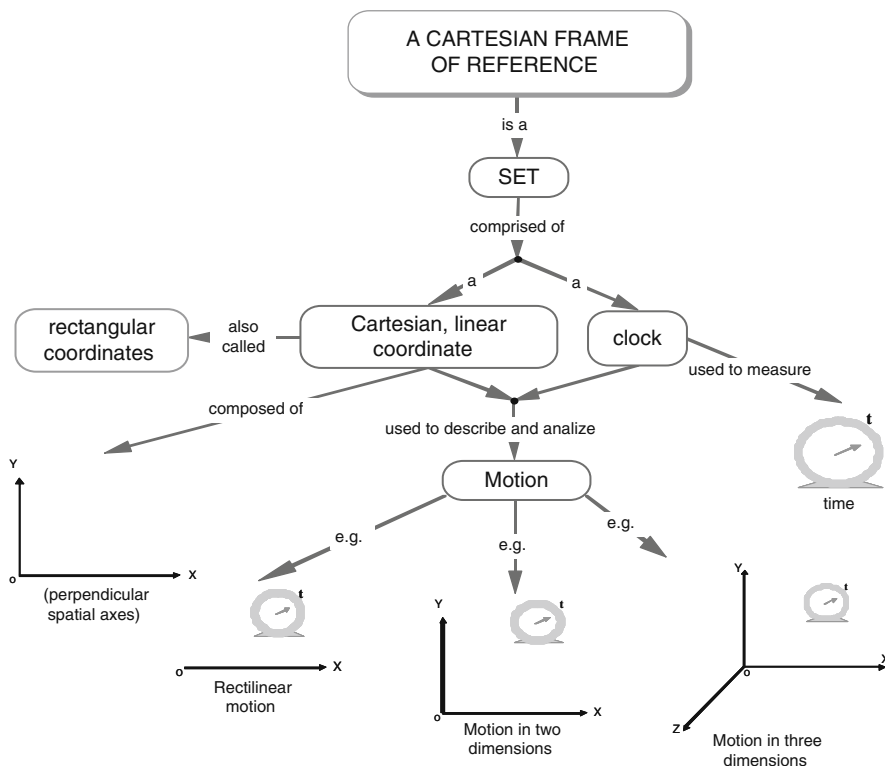 A CARTESIAN FRAME
OF REFERENCE
is a
SET
comprised of
a
a
rectangular
coordinates
also
called
Cartesian, linear
coordinate
clock
used to measure
composed of
used to describe and analize
t
time
Motion
Y
o
X
(perpendicular
spatial axes)
e.g.
e.g.
e.g.
t
o
X
Rectilinear
motion
Y
t
o
X
Motion in two
dimensions
Y
t
o
X
Z
Motion in three
dimensions